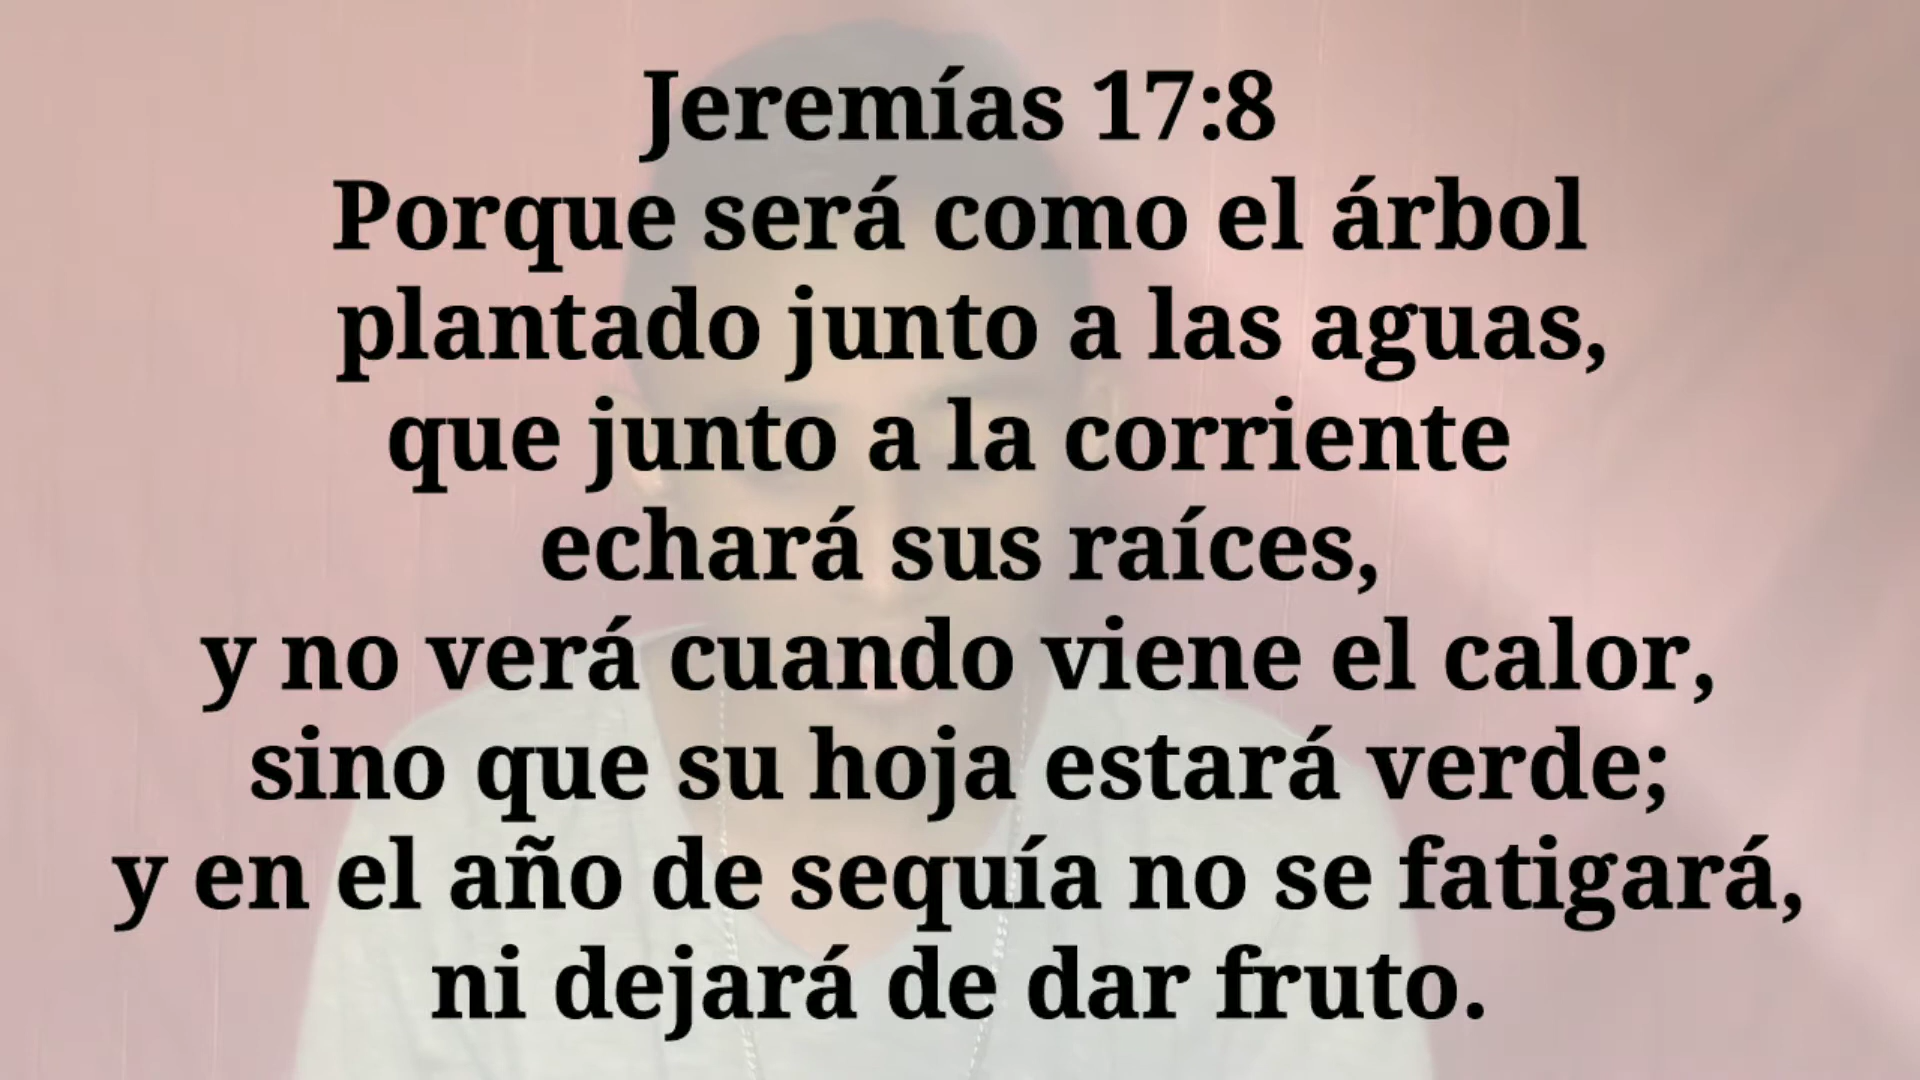 Jeremías 17:8
Porque será como el árbol
plantado junto a las aguas,
que junto a la corriente
echará sus raíces,
y no verá cuando viene el calor,
sino que su hoja estará verde;
y en el año de sequía no se fatigará,
ni dejará de dar fruto.